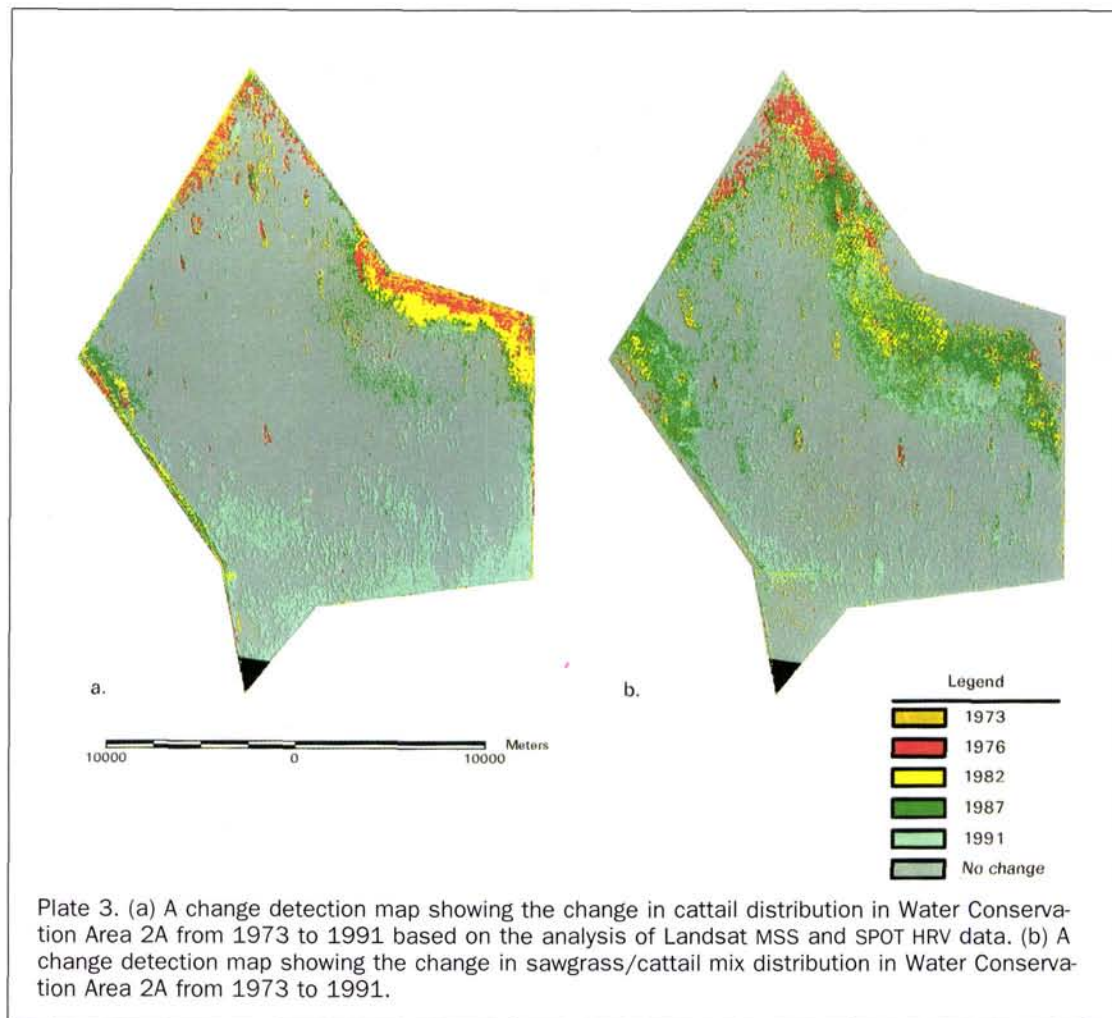 a.
b.
10000 0 10000 Meters
Legend
1973
1976
1982
1987
1991
No change
Plate 3. (a) A change detection map showing the change in cattail distribution in Water Conserva-
tion Area 2A from 1973 to 1991 based on the analysis of Landsat MSS and SPOT HRV data. (b) A
change detection map showing the change in sawgrass/cattail mix distribution in Water Conserva-
tion Area 2A from 1973 to 1991.